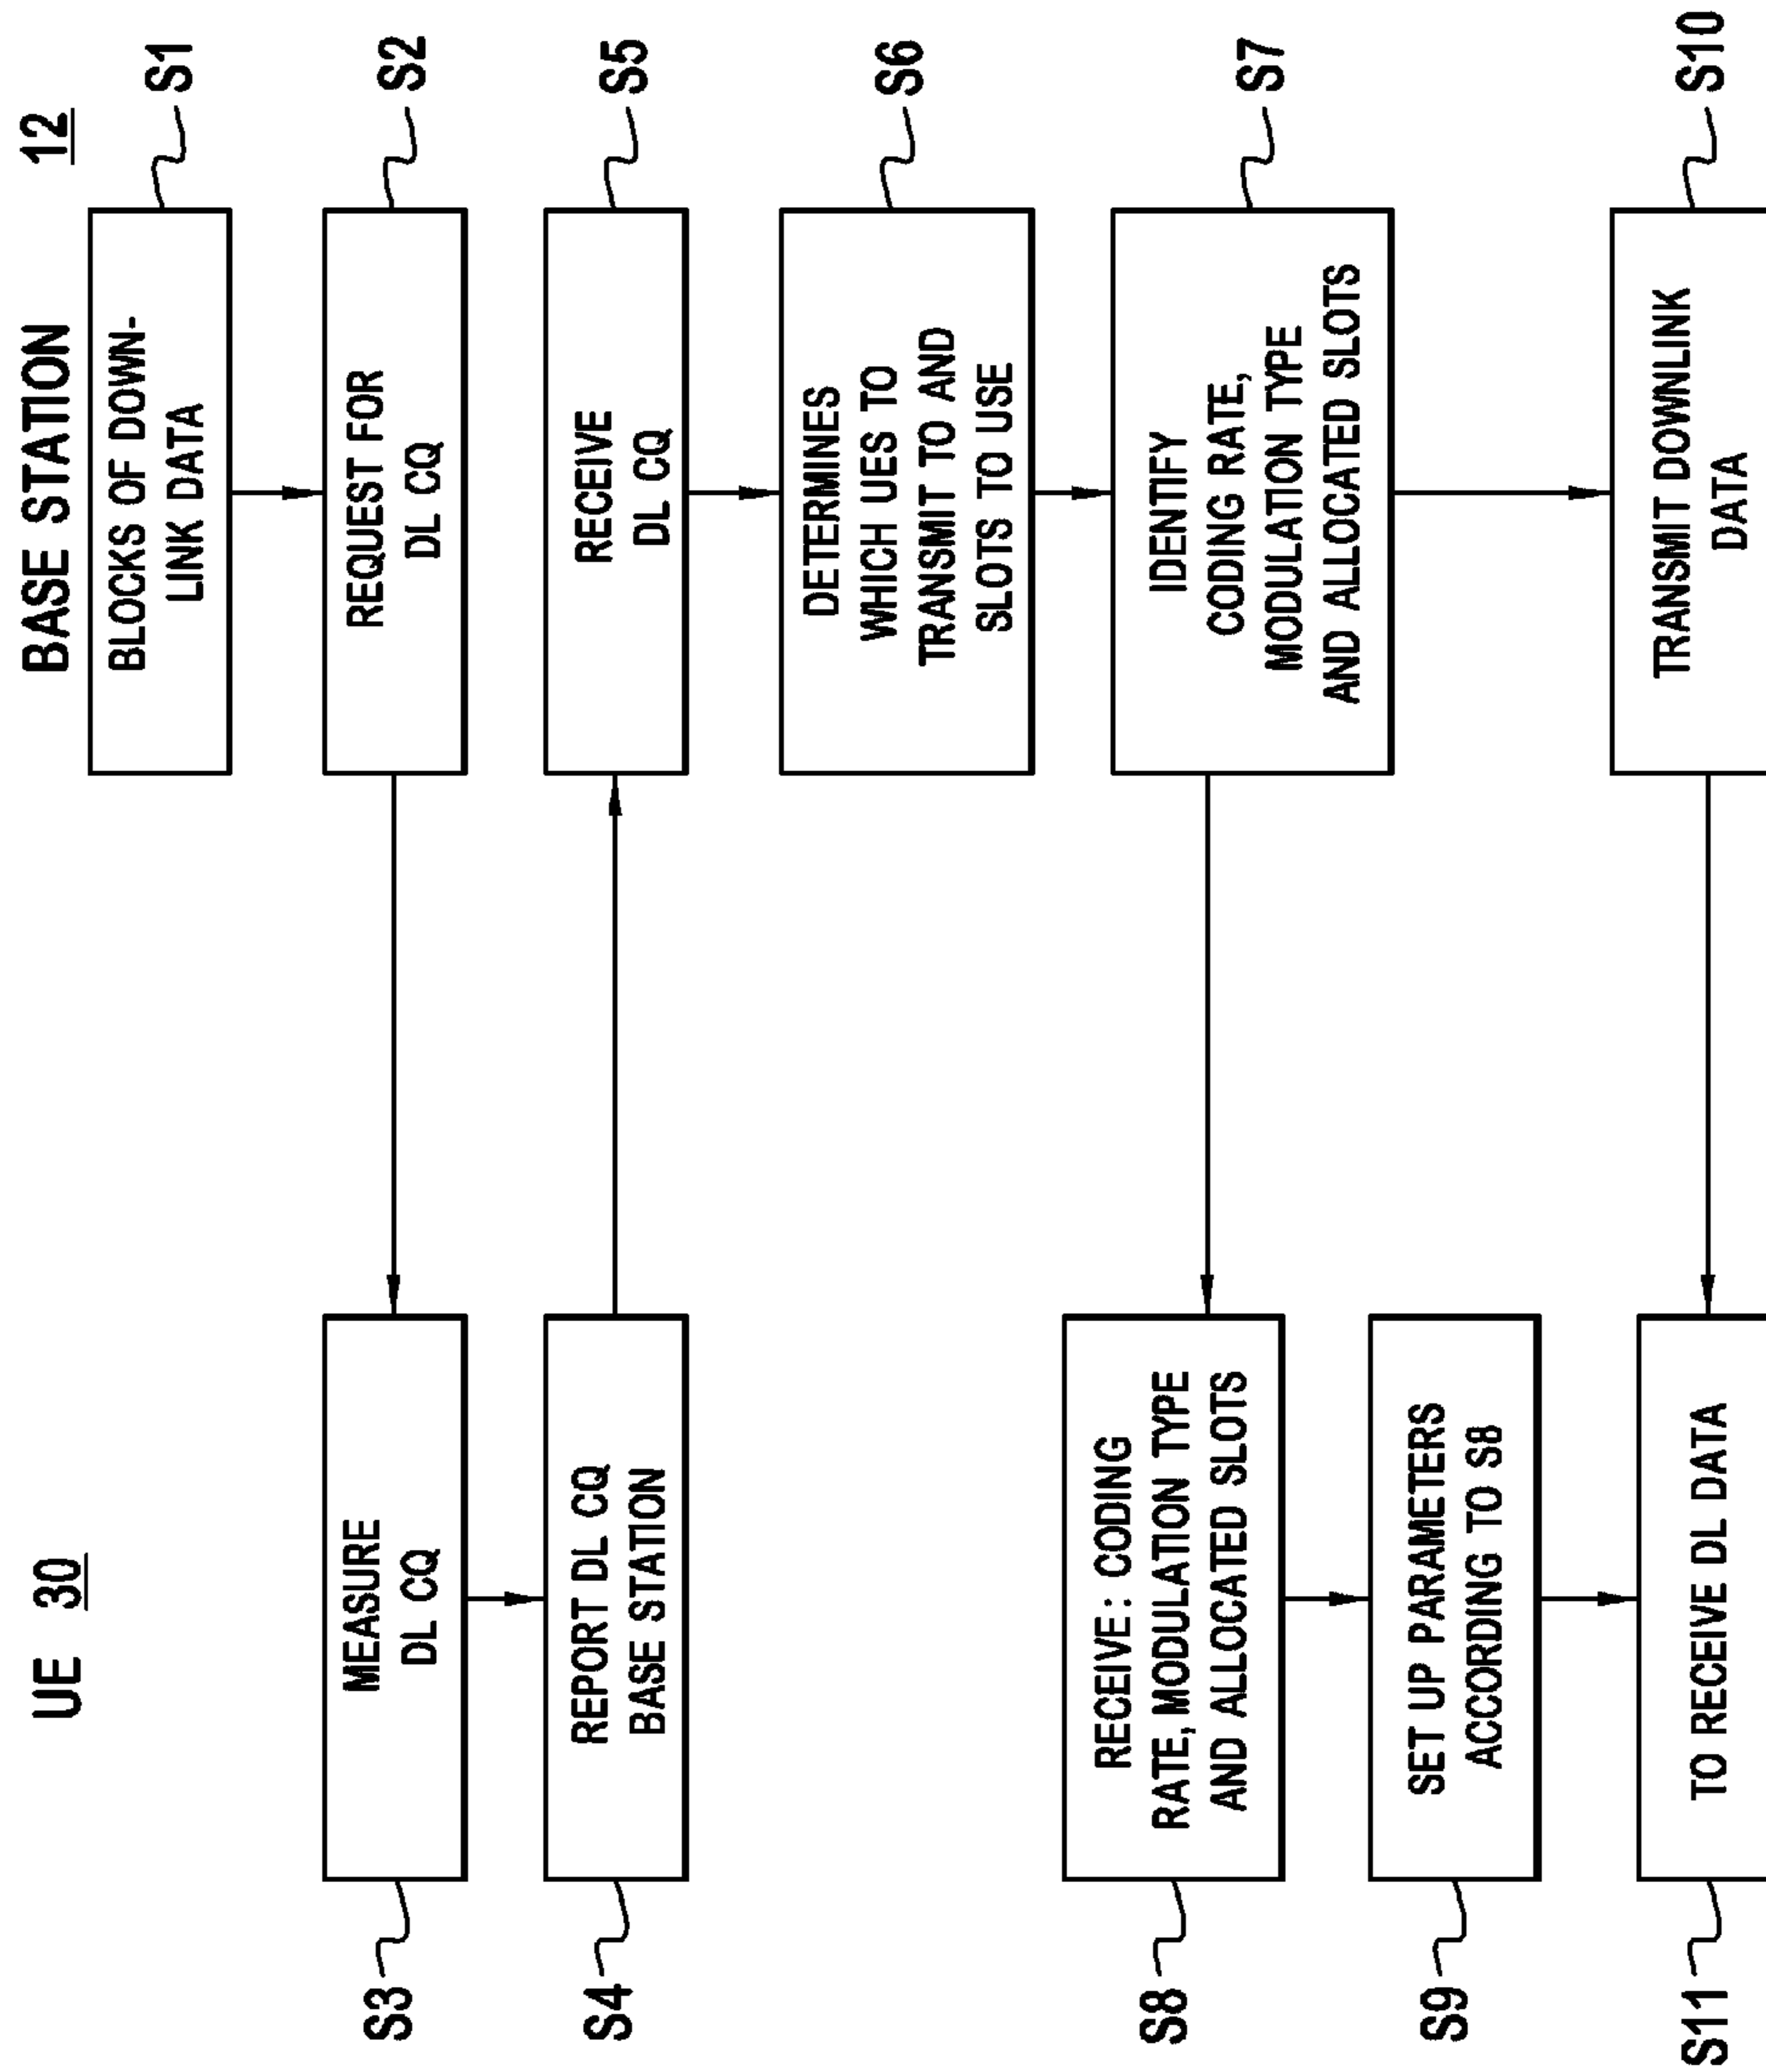 UE 30
BASE STATION 12
BLOCKS OF DOWN-
LINK DATA
S1
REQUEST FOR
DL CQ
S2
S3
MEASURE
DL CQ
S4
REPORT DL CQ
BASE STATION
RECEIVE
DL CQ
S5
DETERMINES
WHICH UES TO
TRANSMIT TO AND
SLOTS TO USE
S6
IDENTIFY
CODING RATE,
MODULATION TYPE
AND ALLOCATED SLOTS
S7
S8
RECEIVE: CODING
RATE, MODULATION TYPE
AND ALLOCATED SLOTS
S9
SET UP PARAMETERS
ACCORDING TO S8
TRANSMIT DOWNLINK
DATA
S10
S11
TO RECEIVE DL DATA